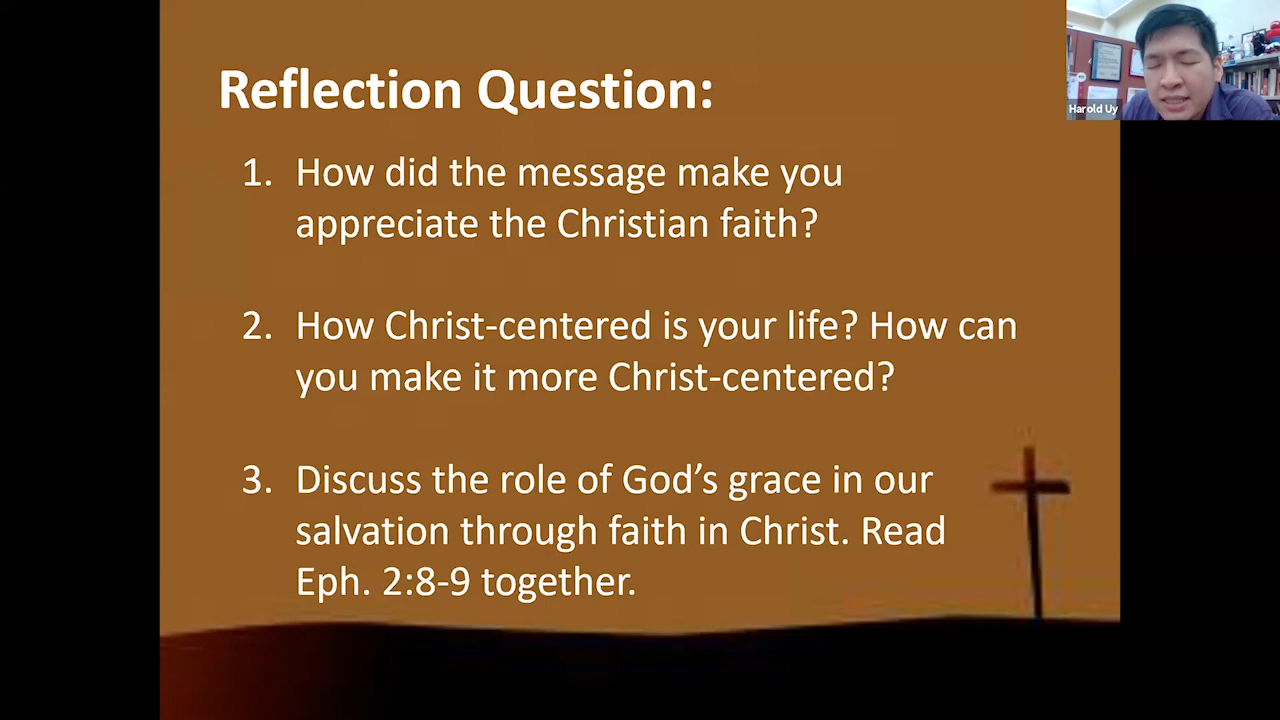 Reflection Question:
1. How did the message make you
appreciate the Christian faith?
2. How Christ-centered is your life? How can
you make it more Christ-centered?
3. Discuss the role of God’s grace in our
salvation through faith in Christ. Read
Eph. 2:8-9 together.
Harold Uy